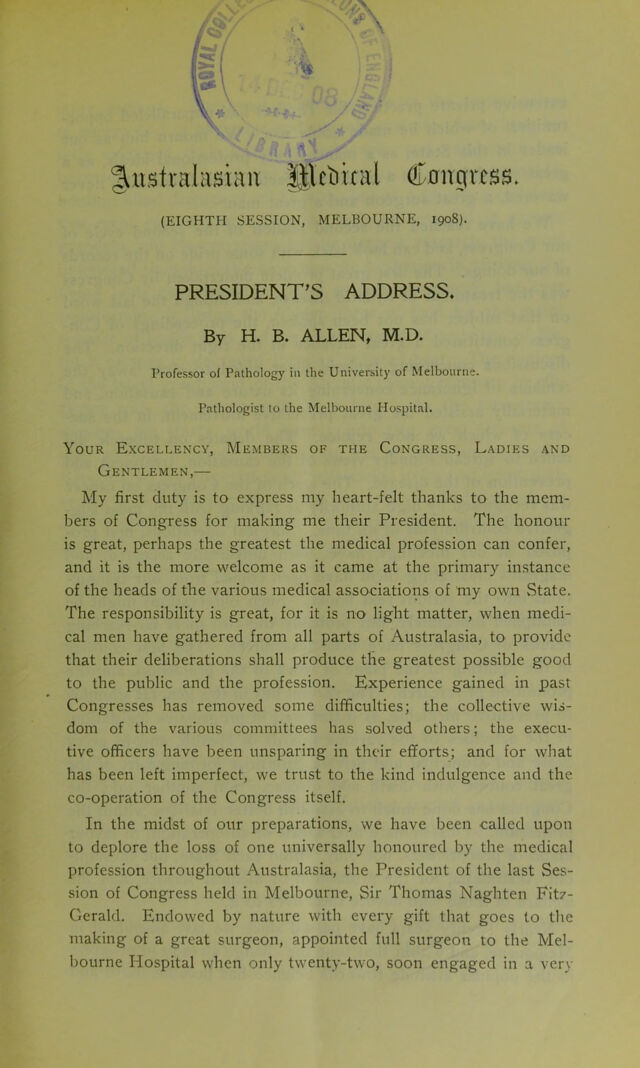 ROYAL COLLEGE
OF ENGLAND
14 DEC 08
LIBRARY
Australasian Medical Congress.
(EIGHTH SESSION, MELBOURNE, 1908).
PRESIDENT'S ADDRESS.
By H. B. ALLEN, M.D.
Professor of Pathology in the University of Melbourne.
Pathologist to the Melbourne Hospital.
YOUR EXCELLENCY, MEMBERS OF THE CONGRESS, LADIES AND
GENTLEMEN,—
My first duty is to express my heart-felt thanks to the mem-
bers of Congress for making me their President. The honour
is great, perhaps the greatest the medical profession can confer,
and it is the more welcome as it came at the primary instance
of the heads of the various medical associations of my own State.
The responsibility is great, for it is no light matter, when medi-
cal men have gathered from all parts of Australasia, to provide
that their deliberations shall produce the greatest possible good
to the public and the profession. Experience gained in past
Congresses has removed some difficulties; the collective wis-
dom of the various committees has solved others; the execu-
tive officers have been unsparing in their efforts; and for what
has been left imperfect, we trust to the kind indulgence and the
co-operation of the Congress itself.
In the midst of our preparations, we have been called upon
to deplore the loss of one universally honoured by the medical
profession throughout Australasia, the President of the last Ses-
sion of Congress held in Melbourne, Sir Thomas Naghten Fitz-
Gerald. Endowed by nature with every gift that goes to the
making of a great surgeon, appointed full surgeon to the Mel-
bourne Hospital when only twenty-two, soon engaged in a very